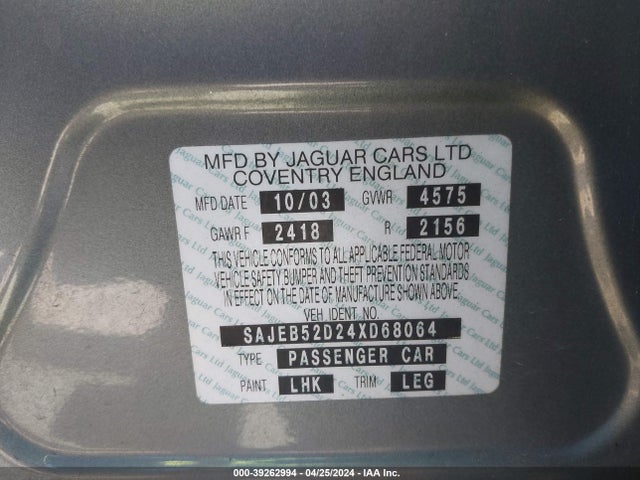 MFD BY JAGUAR CARS LTD
COVENTRY ENGLAND
MFD DATE 10/03 GVWR 4575
GAWR F 2418 R 2156
THIS VEHICLE CONFORMS TO ALL APPLICABLE FEDERAL MOTOR
VEHICLE SAFETY BUMPER AND THEFT PREVENTION STANDARDS
IN EFFECT ON THE DATE OF MANUFACTURE SHOWN ABOVE.
VEH IDENT NO.
SAJEB52D24XD68064
TYPE PASSENGER CAR
PAINT LHK TRIM LEG
000-39262994 - 04/25/2024 - IAA Inc.